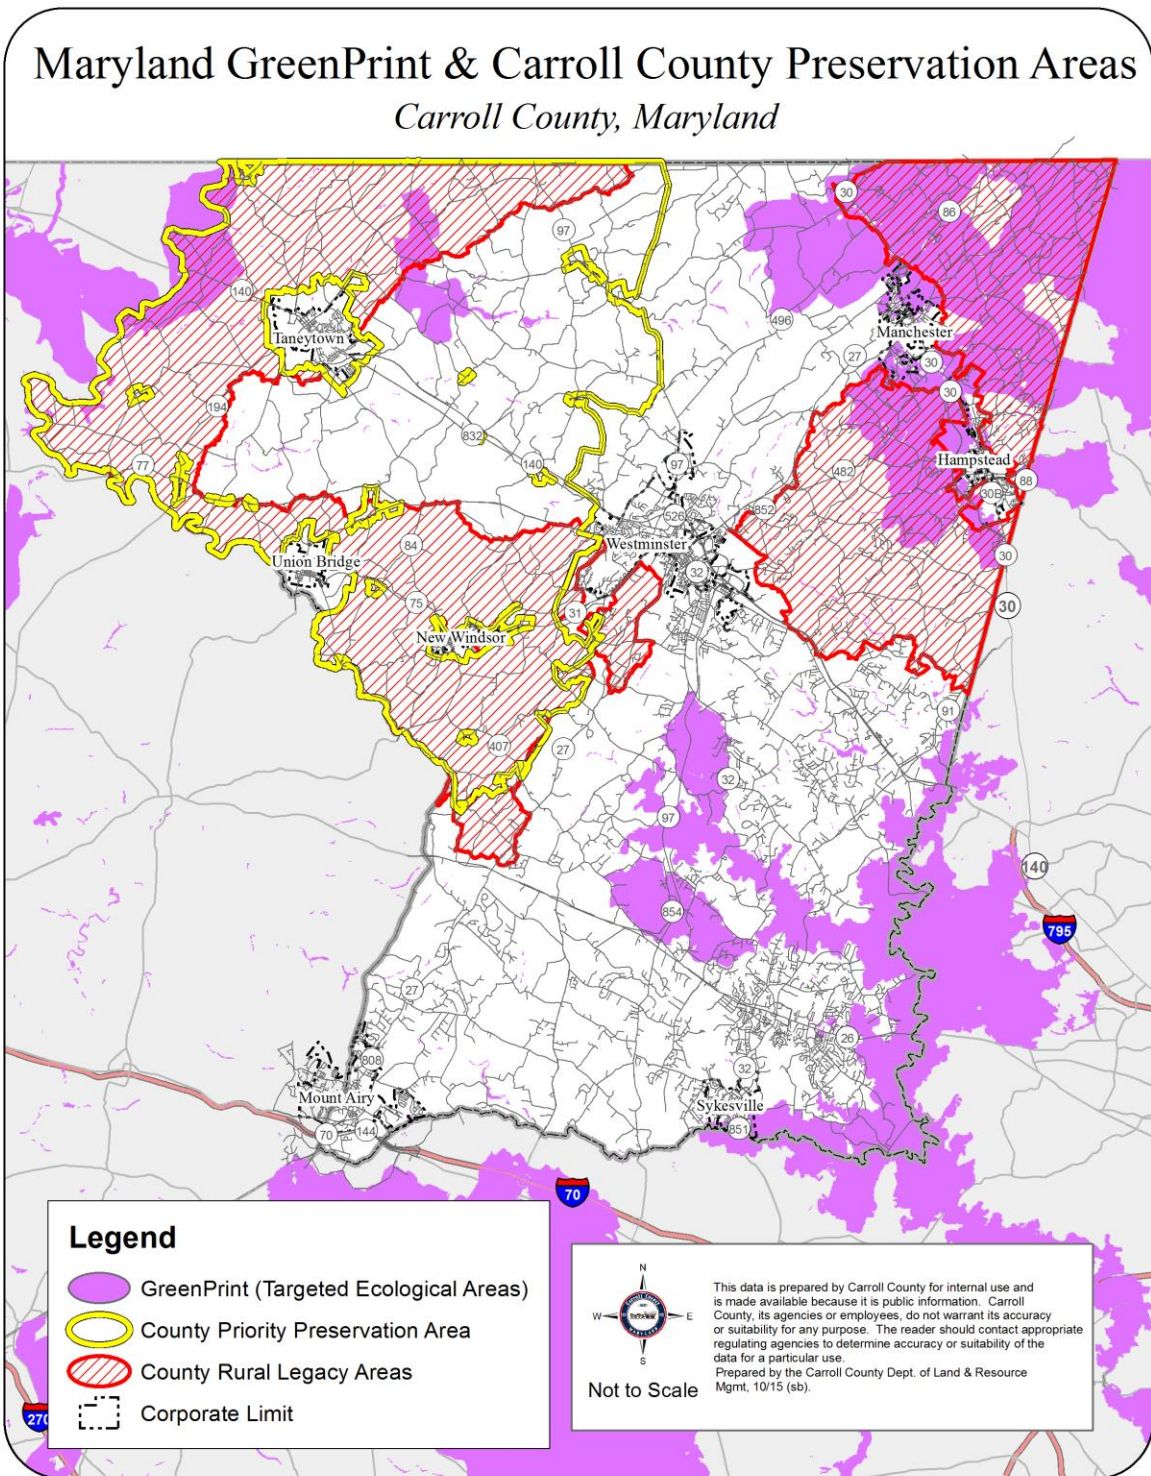 Maryland GreenPrint & Carroll County Preservation Areas
Carroll County, Maryland
30
86
97
140
Taneytown
496
Manchester
27
30
30
194
832
77
140
97
482
Hampstead
88
30B
526
852
84
Westminster
Union Bridge
30
32
75
31
30
New Windsor
91
407
27
32
97
140
854
795
27
26
808
32
Mount Airy
Sykesville
70
144
851
70
Legend
GreenPrint (Targeted Ecological Areas)
County Priority Preservation Area
County Rural Legacy Areas
Corporate Limit
270
N
W
E
S
Not to Scale
This data is prepared by Carroll County for internal use and
is made available because it is public information. Carroll
County, its agencies or employees, do not warrant its accuracy
or suitability for any purpose. The reader should contact appropriate
regulating agencies to determine accuracy or suitability of the
data for a particular use.
Prepared by the Carroll County Dept. of Land & Resource
Mgmt, 10/15 (sb).